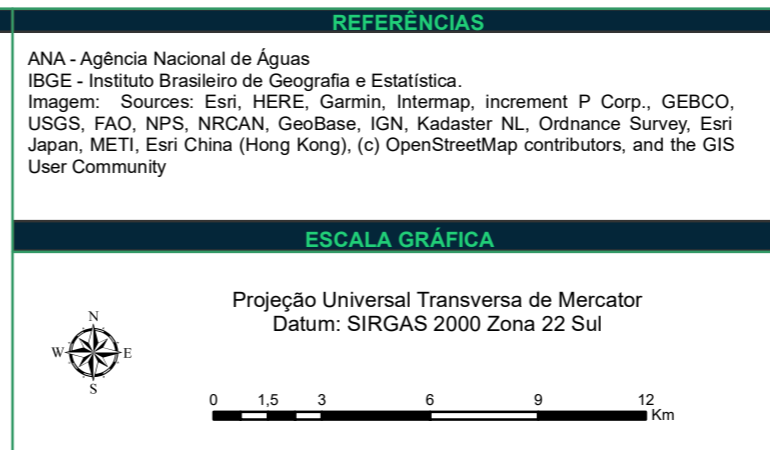 REFERÊNCIAS
ANA - Agência Nacional de Águas
IBGE - Instituto Brasileiro de Geografia e Estatística.
Imagem: Sources: Esri, HERE, Garmin, Intermap, increment P Corp., GEBCO,
USGS, FAO, NPS, NRCAN, GeoBase, IGN, Kadaster NL, Ordnance Survey, Esri
Japan, METI, Esri China (Hong Kong), (c) OpenStreetMap contributors, and the GIS
User Community
ESCALA GRÁFICA
Projeção Universal Transversa de Mercator
Datum: SIRGAS 2000 Zona 22 Sul
N
W E
S
0 1,5 3 6 9 12
Km